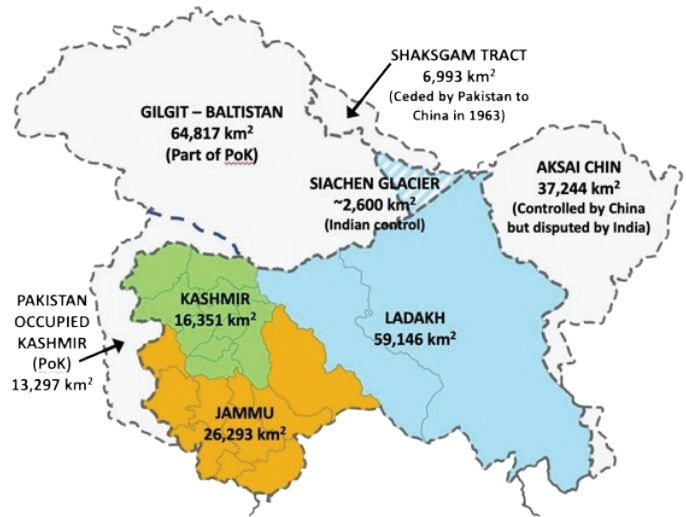 SHAKSGAM TRACT
6,993 km²
(Ceded by Pakistan to
China in 1963)
GILGIT – BALTISTAN
64,817 km²
(Part of PoK)
SIACHEN GLACIER
~2,600 km²
(Indian control)
AKSAI CHIN
37,244 km²
(Controlled by China
but disputed by India)
PAKISTAN
OCCUPIED
KASHMIR
(PoK)
13,297 km²
KASHMIR
16,351 km²
LADAKH
59,146 km²
JAMMU
26,293 km²